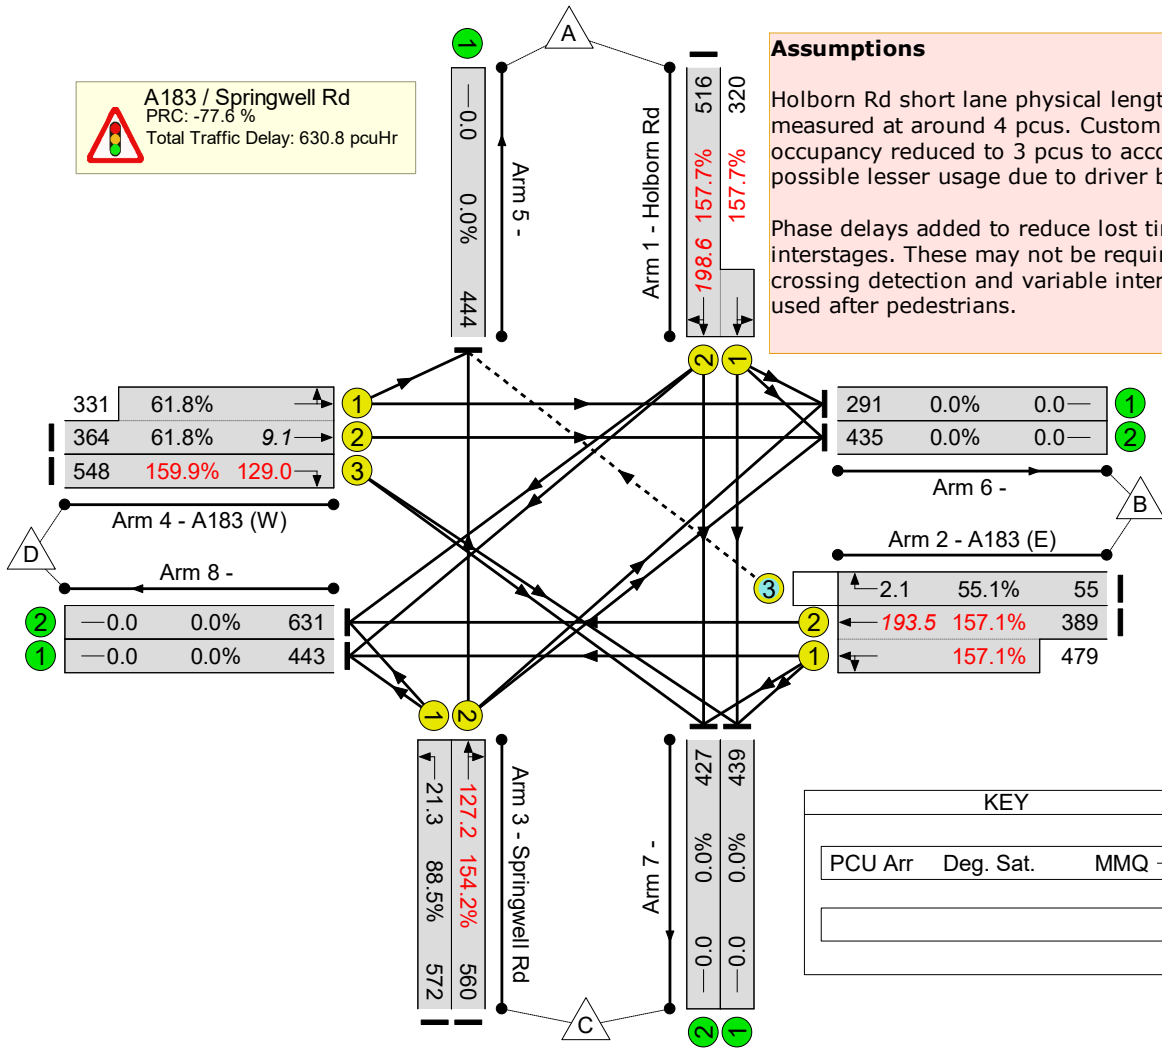 A183 / Springwell Rd
PRC: -77.6 %
Total Traffic Delay: 630.8 pcuHr
1
A
Arm 5 -
0.0
0.0%
444
Arm 1 - Holborn Rd
516
157.7%
198.6
320
157.7%
Assumptions
Holborn Rd short lane physical lengt
measured at around 4 pcus. Custom
occupancy reduced to 3 pcus to acco
possible lesser usage due to driver b
Phase delays added to reduce lost ti
interstages. These may not be requir
crossing detection and variable inter
used after pedestrians.
2
1
331 61.8%
1
364 61.8% 9.1
2
548 159.9% 129.0
3
Arm 4 - A183 (W)
D
Arm 8 -
2
0.0 0.0% 631
1
0.0 0.0% 443
291 0.0% 0.0
1
435 0.0% 0.0
2
Arm 6 -
B
Arm 2 - A183 (E)
3
2.1 55.1% 55
2
193.5 157.1% 389
1
157.1% 479
1
2
21.3 88.5% 572
127.2 154.2% 560
Arm 3 - Springwell Rd
C
Arm 7 -
427 0.0% 0.0
439 0.0% 0.0
2
1
KEY
PCU Arr Deg. Sat. MMQ